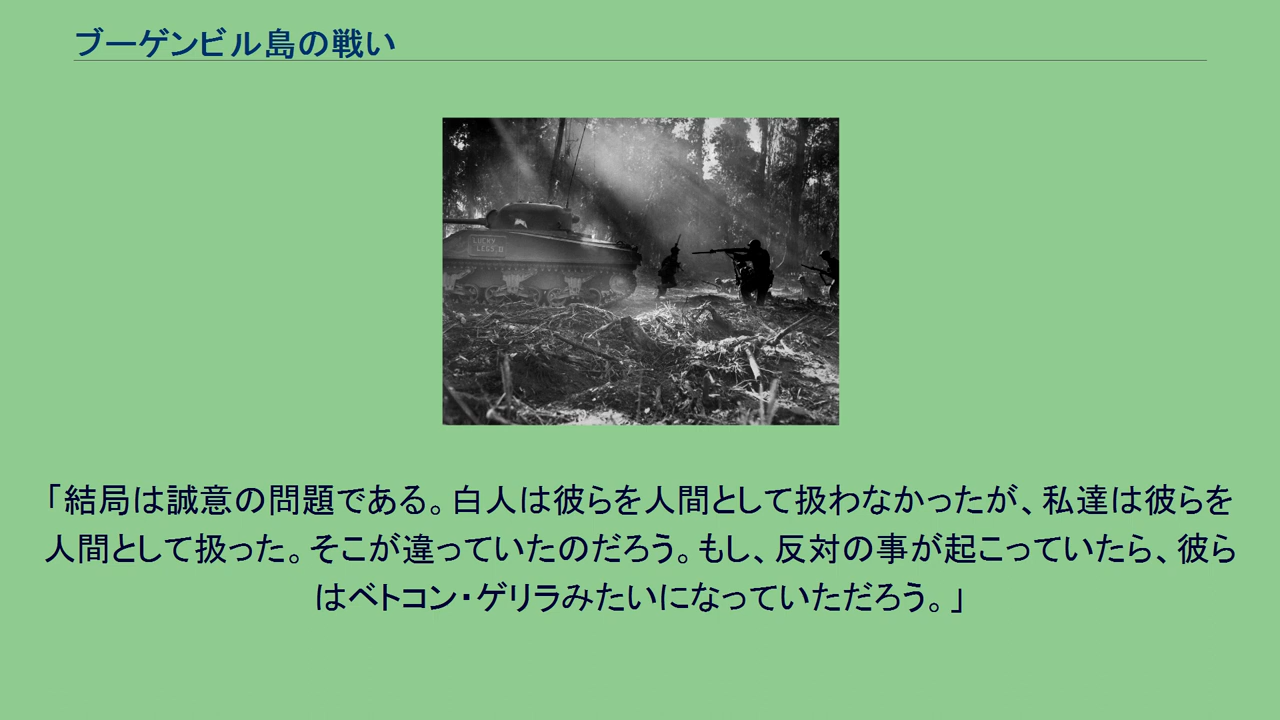 ブーゲンビル島の戦い
LUCKY
LESS II
「結局は誠意の問題である。白人は彼らを人間として扱わなかったが、私達は彼らを
人間として扱った。そこが違っていたのだろう。もし、反対の事が起こっていたら、彼ら
はベトコン・ゲリラみたいになっていただろう。」